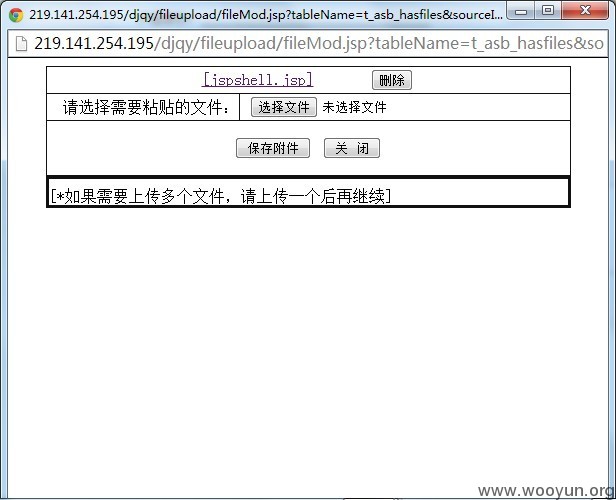 219.141.254.195/djqy/fileupload/fileMod.jsp?tableName=t_asb_hasfiles&sourceI...
219.141.254.195/djqy/fileupload/fileMod.jsp?tableName=t_asb_hasfiles&so
[jspshell.jsp] 删除
请选择需要粘贴的文件: 选择文件 未选择文件
保存附件 关 闭
[*如果需要上传多个文件，请上传一个后再继续]
www.wooyun.org